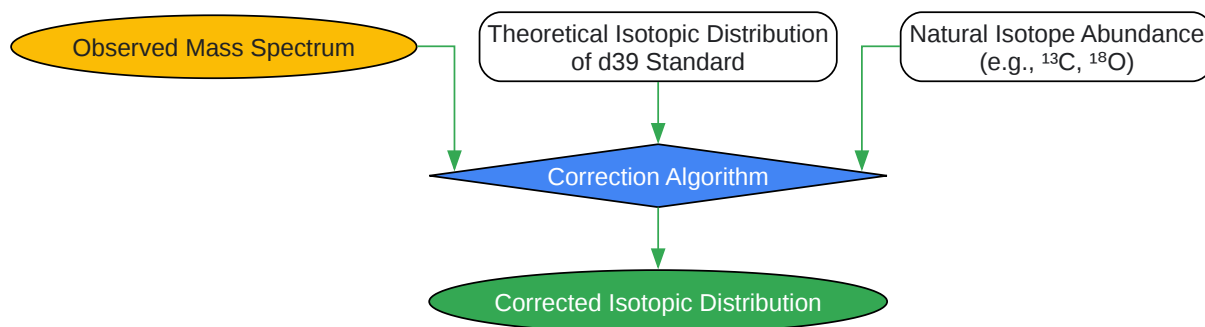 Observed Mass Spectrum
Theoretical Isotopic Distribution
of d39 Standard
Natural Isotope Abundance
(e.g., ¹³C, ¹⁸O)
Correction Algorithm
Corrected Isotopic Distribution